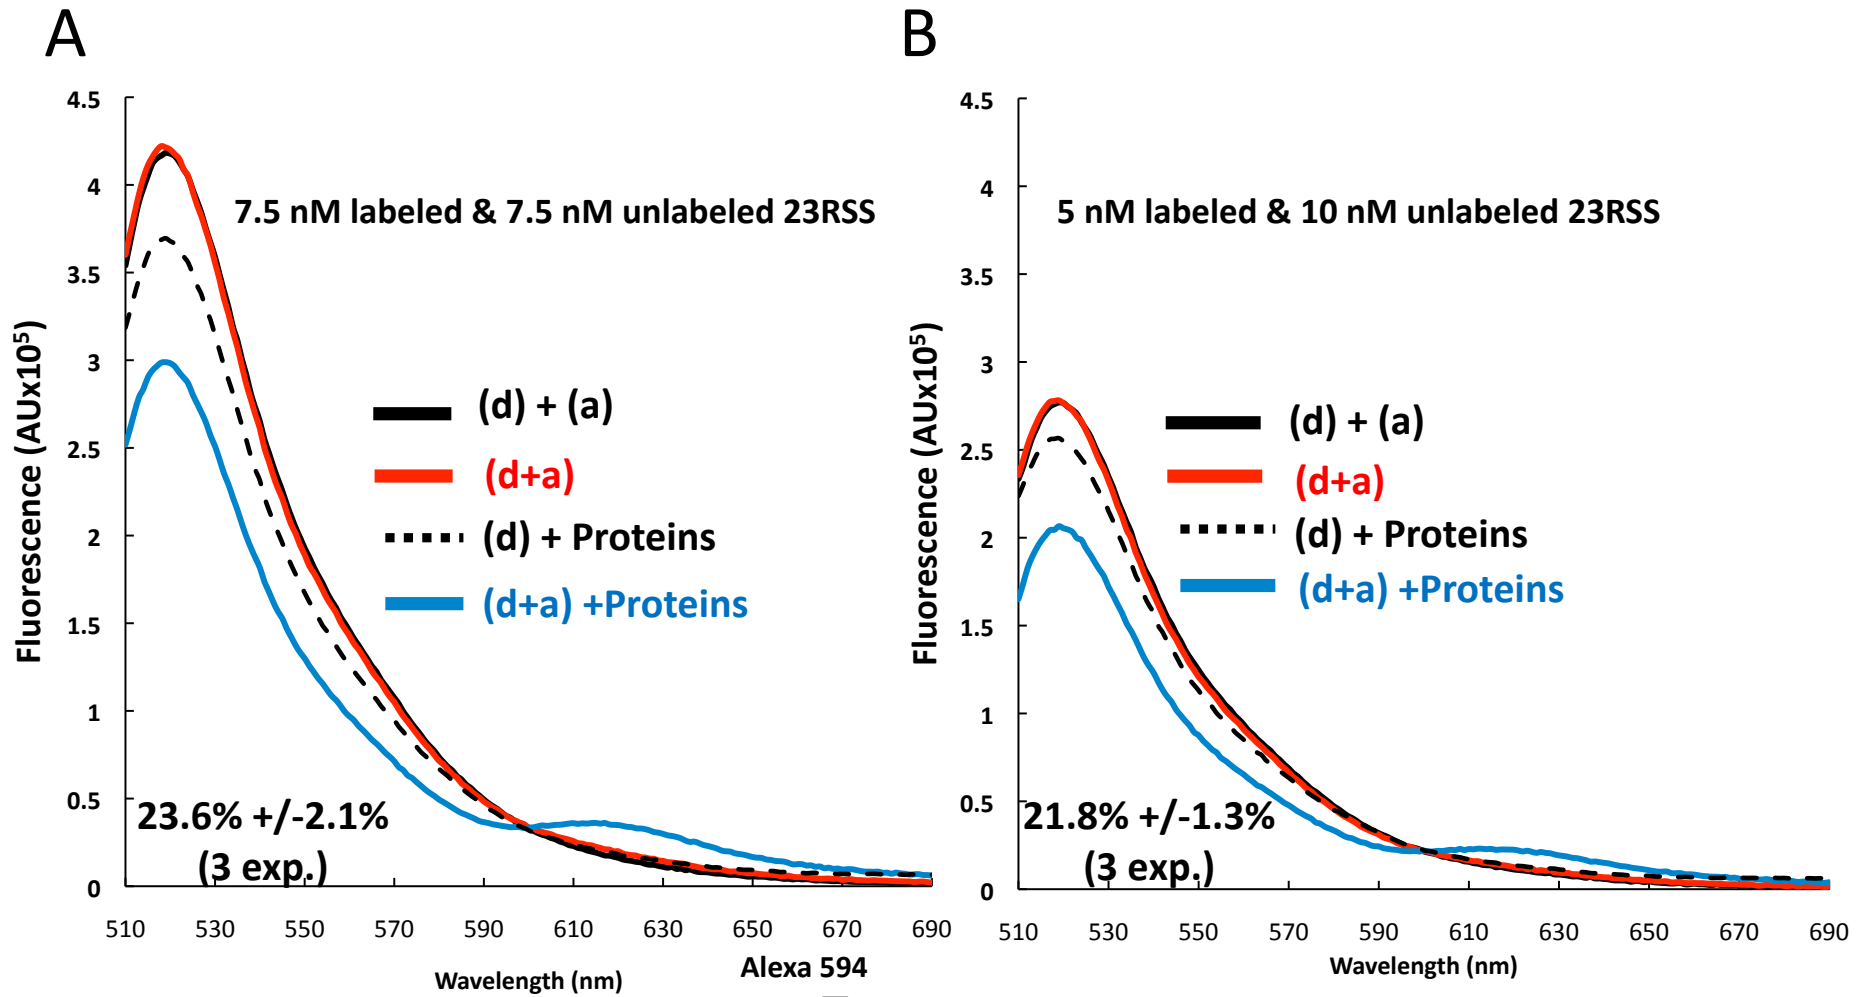 A
B
4.5
4
3.5
3
2.5
2
1.5
1
0.5
0
Fluorescence (AUx10⁵)
7.5 nM labeled & 7.5 nM unlabeled 23RSS
(d) + (a)
(d+a)
(d) + Proteins
(d+a) +Proteins
23.6% +/-2.1%
(3 exp.)
510 530 550 570 590 610 630 650 670 690
Wavelength (nm)
Alexa 594
4.5
4
3.5
3
2.5
2
1.5
1
0.5
0
Fluorescence (AUx10⁵)
5 nM labeled & 10 nM unlabeled 23RSS
(d) + (a)
(d+a)
(d) + Proteins
(d+a) +Proteins
21.8% +/-1.3%
(3 exp.)
510 530 550 570 590 610 630 650 670 690
Wavelength (nm)